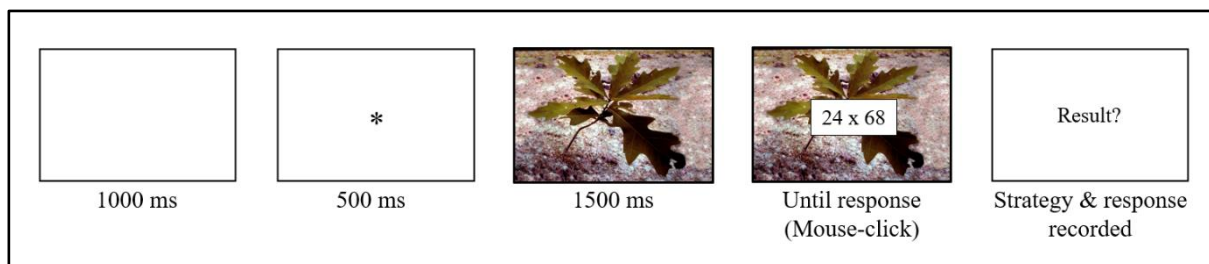 *
24 x 68
Result?
1000 ms
500 ms
1500 ms
Until response
(Mouse-click)
Strategy & response
recorded